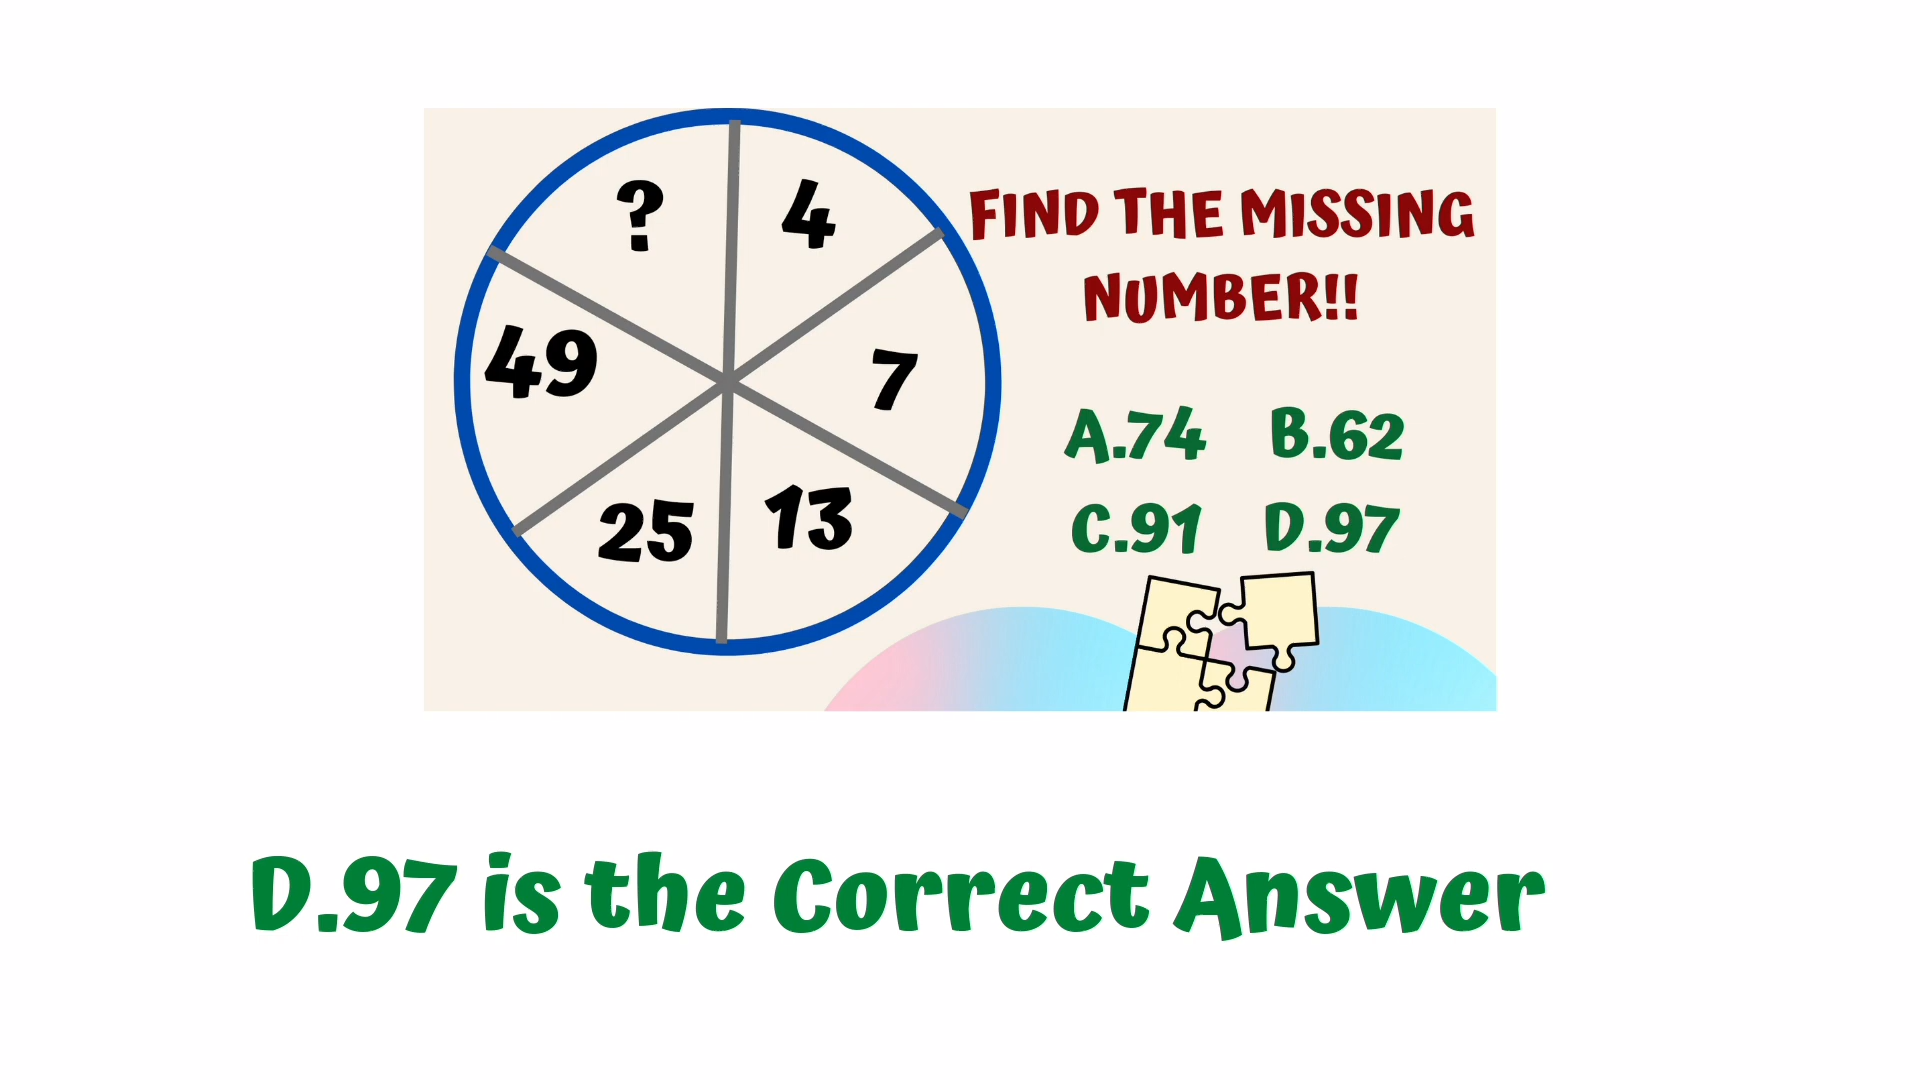 ?
4
FIND THE MISSING
NUMBER!!
49
7
A.74 B.62
25
13
C.91 D.97
D.97 is the Correct Answer